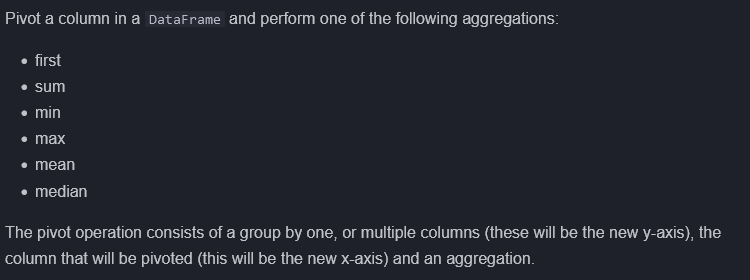 Pivot a column in a DataFrame and perform one of the following aggregations:
• first
• sum
• min
• max
• mean
• median
The pivot operation consists of a group by one, or multiple columns (these will be the new y-axis), the
column that will be pivoted (this will be the new x-axis) and an aggregation.